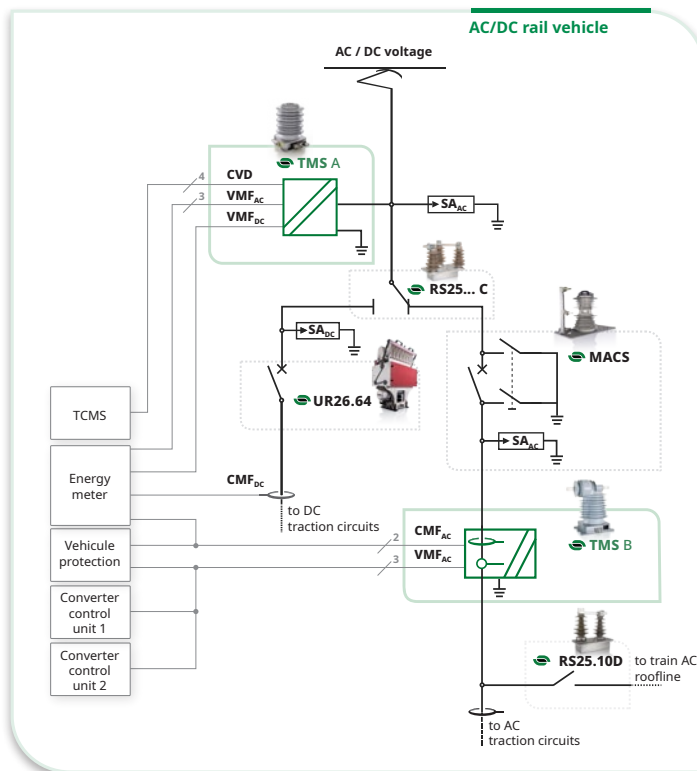 AC/DC rail vehicle
AC / DC voltage
TMS A
4
CVD
3
VMFAC
VMFDC
SAAC
RS25... C
SADC
MACS
UR26.64
TCMS
SAAC
Energy
meter
CMFDC
to DC
traction circuits
Vehicule
protection
2
CMFAC
TMS B
3
VMFAC
Converter
control
unit 1
Converter
control
unit 2
RS25.10D
to train AC
roofline
to AC
traction circuits